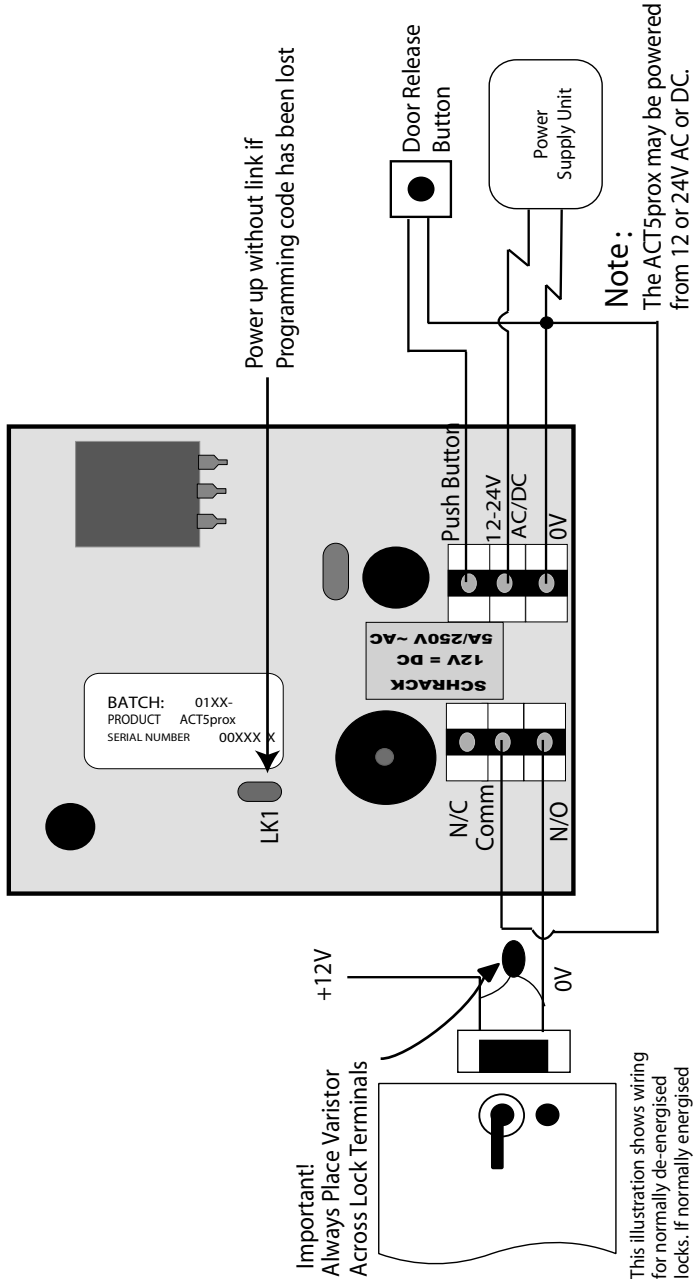 Power up without link if
Programming code has been lost
Door Release
Button
Power
Supply Unit
Note :
The ACT5prox may be powered
from 12 or 24V AC or DC.
BATCH: 01XX-
PRODUCT ACT5prox
SERIAL NUMBER 00XXX X
LK1
SCHRACK
12V = DC
5A/250V ~AC
Push Button
12-24V
AC/DC
0V
N/C
Comm
N/O
+12V
0V
Important!
Always Place Varistor
Across Lock Terminals
This illustration shows wiring
for normally de-energised
locks. If normally energised